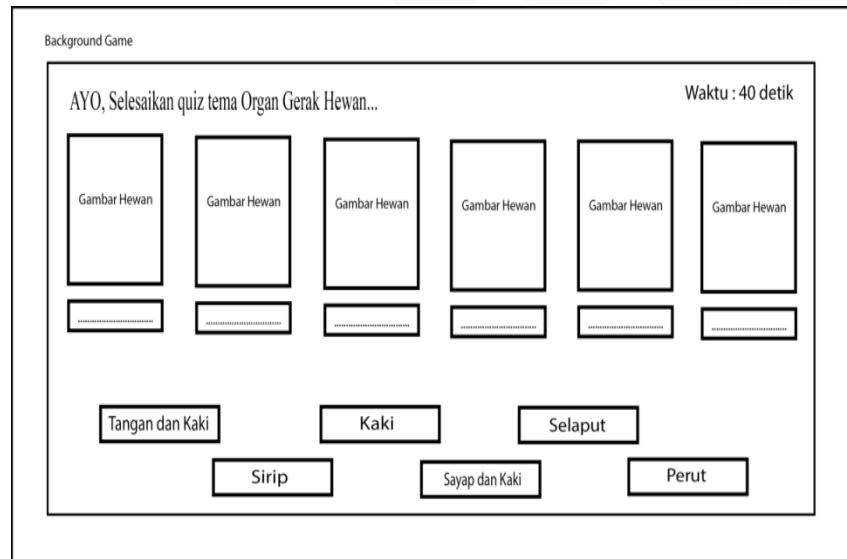 Background Game
AYO, Selesaikan quiz tema Organ Gerak Hewan...
Waktu : 40 detik
Gambar Hewan
Gambar Hewan
Gambar Hewan
Gambar Hewan
Gambar Hewan
Gambar Hewan
................................
................................
................................
................................
................................
................................
Tangan dan Kaki
Kaki
Selaput
Sirip
Sayap dan Kaki
Perut